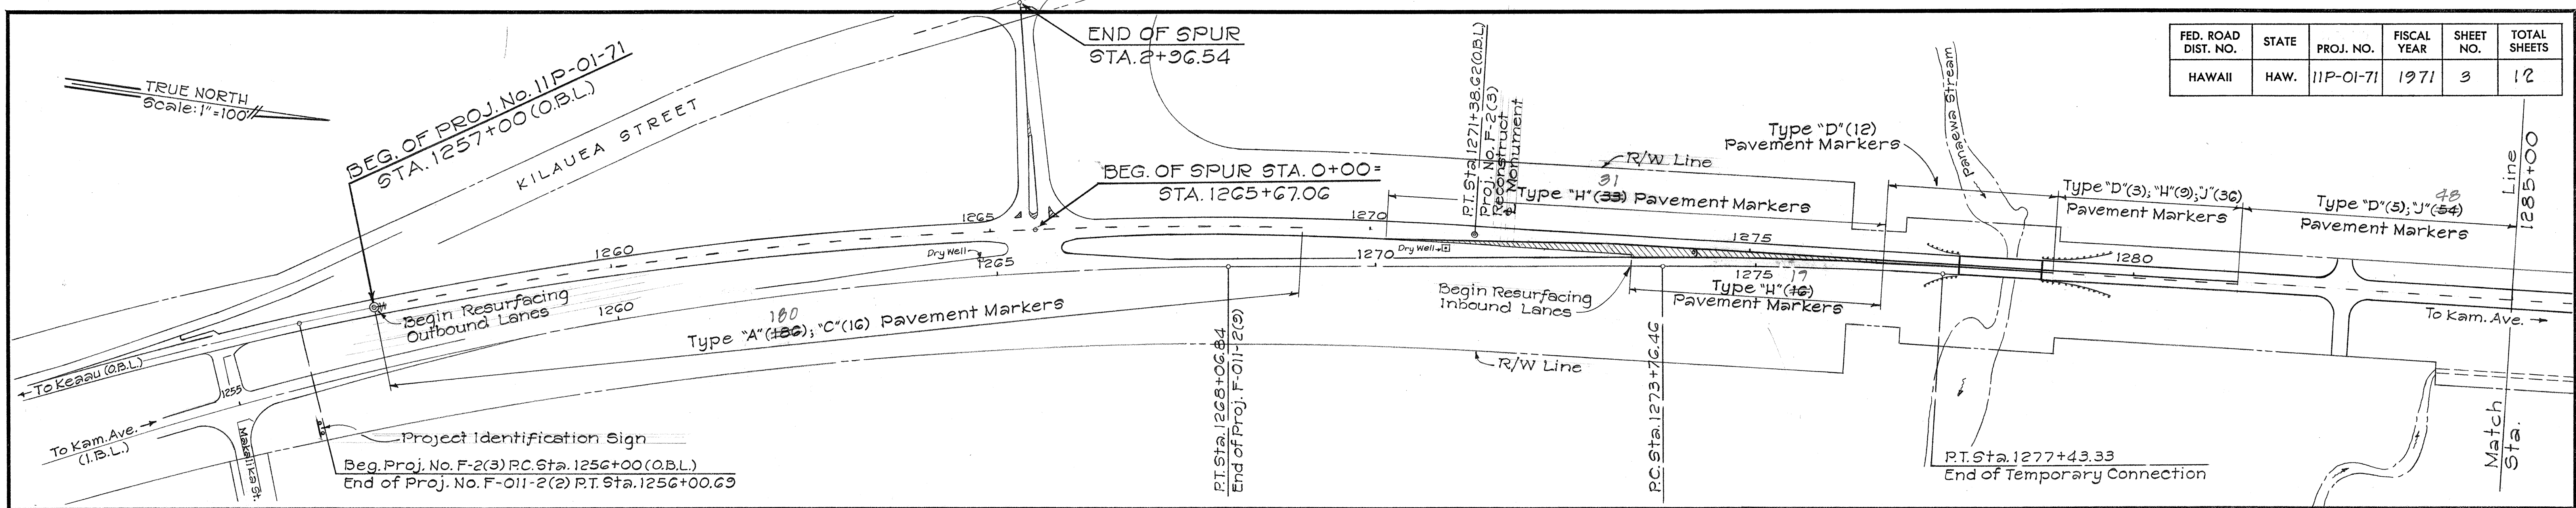 FED. ROAD DIST. NO. STATE PROJ. NO. FISCAL YEAR SHEET NO. TOTAL SHEETS
HAWAII HAW. 11P-01-71 1971 3 12
TRUE NORTH
Scale: 1"=100'
BEG. OF PROJ. No. 11P-01-71
STA. 1257+00 (O.B.L.)
KILAUEA STREET
END OF SPUR
STA. 2+96.54
BEG. OF SPUR STA. 0+00=
STA. 1265+67.06
P.T. Sta. 1271+38.62 (O.B.L.)
Proj. No. F-2(3)
Reconstruct
Monument
R/W Line
31
Type "H"(33) Pavement Markers
Type "D"(12)
Pavement Markers
Pananewa Stream
Type "D"(3); "H"(9); "J"(36)
Pavement Markers
48
Type "D"(5); "J"(54)
Pavement Markers
Line
1285+00
1265
1270
1275
1280
1260
Dry Well
1265
Dry Well
1270
1275
Begin Resurfacing
Outbound Lanes
1260
180
Type "A"(186); "C"(16) Pavement Markers
Begin Resurfacing
Inbound Lanes
17
Type "H"(16)
Pavement Markers
To Kam. Ave.
To Keaau (O.B.L.)
1255
To Kam. Ave.
(I.B.L.)
Makalika St.
Project Identification Sign
Beg. Proj. No. F-2(3) P.C. Sta. 1256+00 (O.B.L.)
End of Proj. No. F-011-2(2) P.T. Sta. 1256+00.69
P.T. Sta. 1268+06.84
End of Proj. F-011-2(9)
R/W Line
P.C. Sta. 1273+76.46
P.T. Sta. 1277+43.33
End of Temporary Connection
Match
Sta.